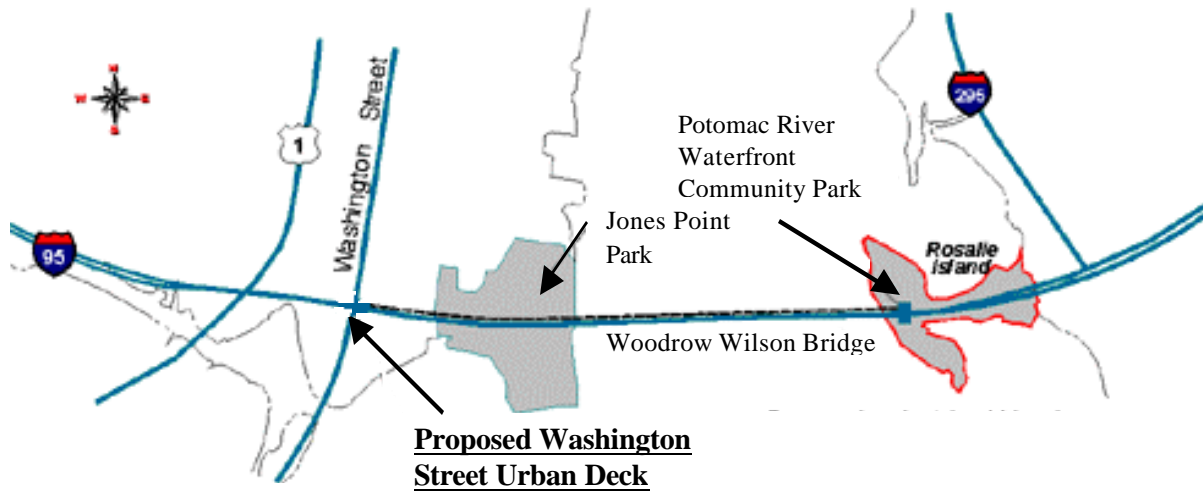 N
W
E
S
1
Washington Street
95
295
Potomac River
Waterfront
Community Park
Jones Point
Park
Rosalie
island
Woodrow Wilson Bridge
Proposed Washington
Street Urban Deck